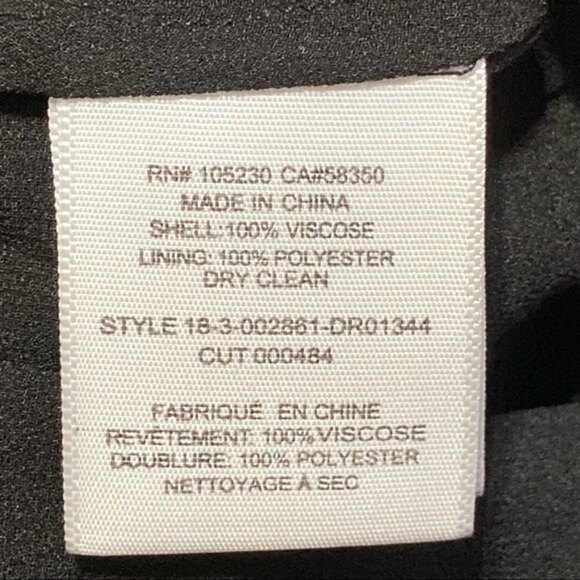 RN# 105230 CA#58350
MADE IN CHINA
SHELL:100% VISCOSE
LINING: 100% POLYESTER
DRY CLEAN
STYLE 18-3-002861-DR01344
CUT 000484
FABRIQUÉ EN CHINE
REVÊTEMENT: 100% VISCOSE
DOUBLURE: 100% POLYESTER
NETTOYAGE À SEC